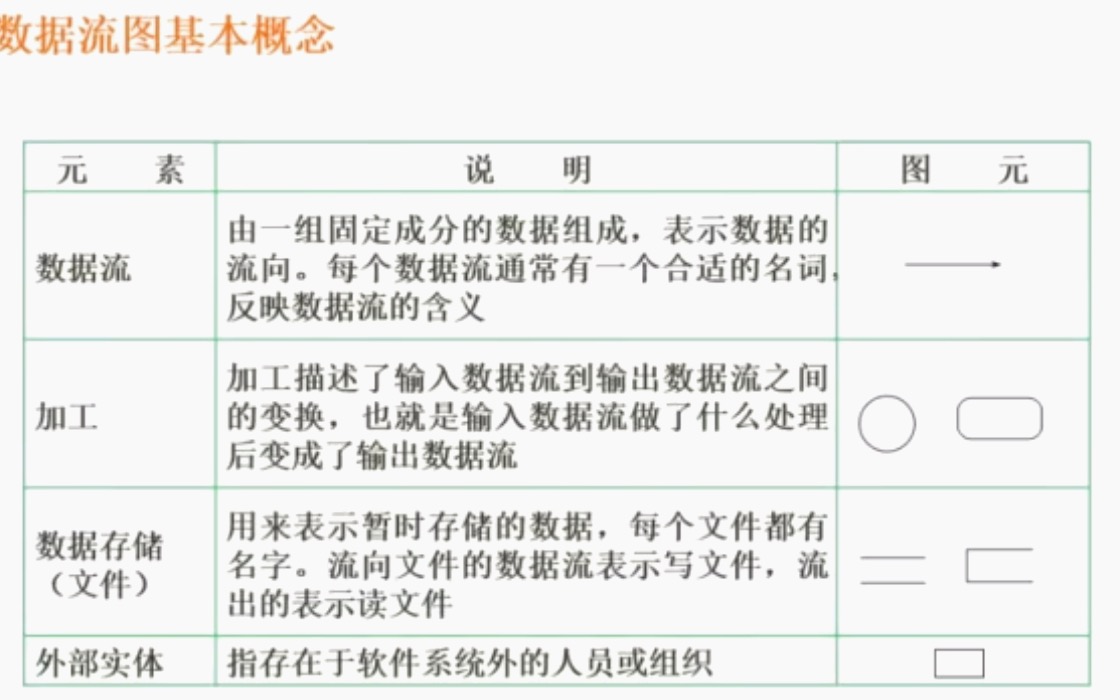 数据流图基本概念
元 素 说 明 图 元
数据流
由一组固定成分的数据组成，表示数据的
流向。每个数据流通常有一个合适的名词，
反映数据流的含义
加工
加工描述了输入数据流到输出数据流之间
的变换，也就是输入数据流做了什么处理
后变成了输出数据流
数据存储
（文件）
用来表示暂时存储的数据，每个文件都有
名字。流向文件的数据流表示写文件，流
出的表示读文件
外部实体
指存在于软件系统外的人员或组织